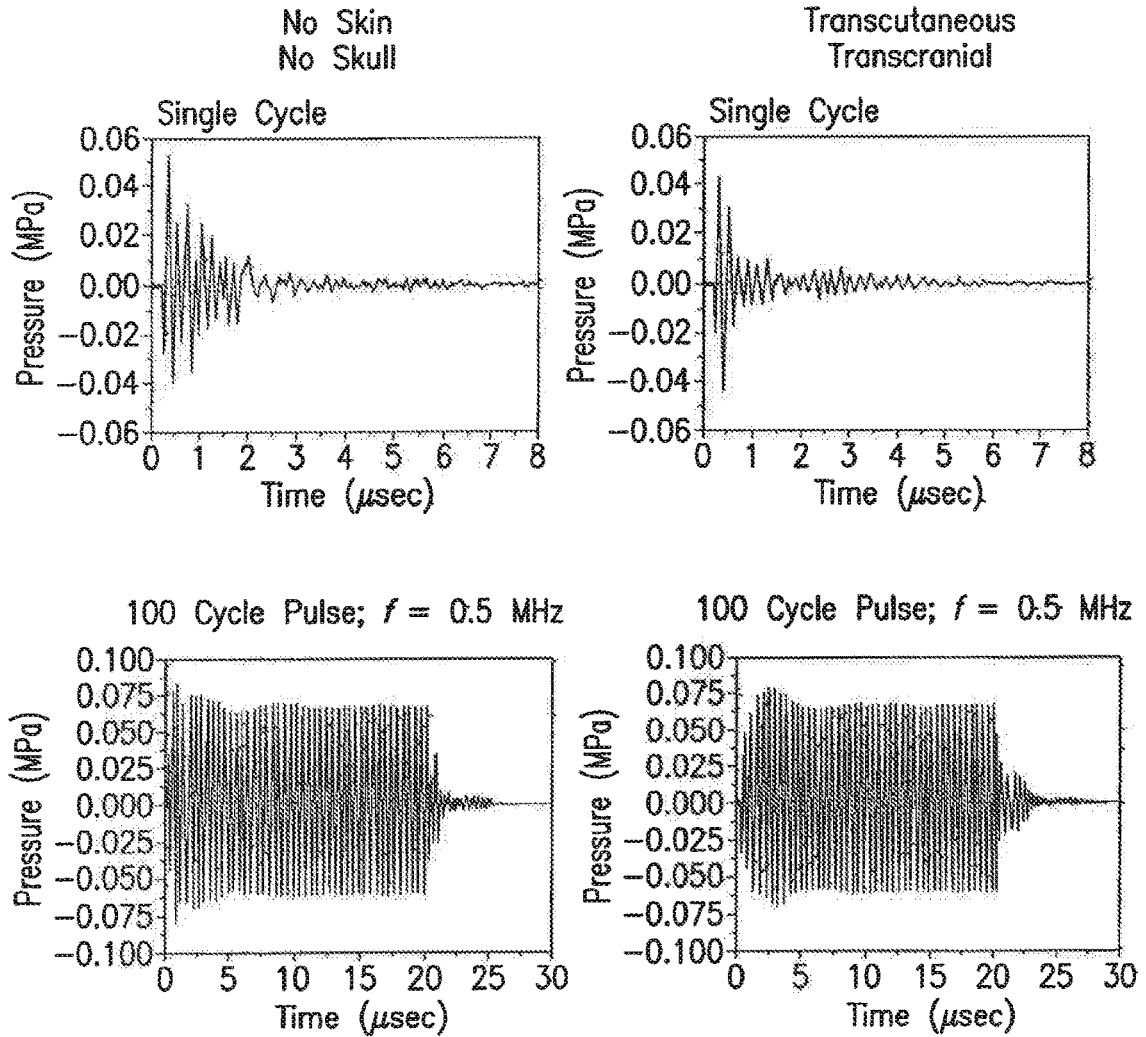 No Skin
No Skull
Transcutaneous
Transcranial
Single Cycle
0.06
0.04
0.02
0.00
−0.02
−0.04
−0.06
Pressure (MPa)
0 1 2 3 4 5 6 7 8
Time (μsec)
Single Cycle
0.06
0.04
0.02
0.00
−0.02
−0.04
−0.06
Pressure (MPa)
0 1 2 3 4 5 6 7 8
Time (μsec)
100 Cycle Pulse; f = 0.5 MHz
0.100
0.075
0.050
0.025
0.000
−0.025
−0.050
−0.075
−0.100
Pressure (MPa)
0 5 10 15 20 25 30
Time (μsec)
100 Cycle Pulse; f = 0.5 MHz
0.100
0.075
0.050
0.025
0.000
−0.025
−0.050
−0.075
−0.100
Pressure (MPa)
0 5 10 15 20 25 30
Time (μsec)